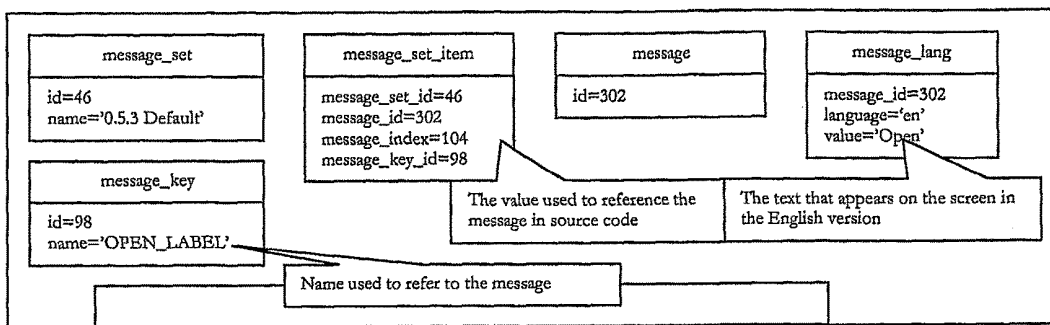 message_set
id=46
name='0.5.3 Default'
message_set_item
message_set_id=46
message_id=302
message_index=104
message_key_id=98
message
id=302
message_lang
message_id=302
language='en'
value='Open'
message_key
id=98
name='OPEN_LABEL'
The value used to reference the
message in source code
The text that appears on the screen in
the English version
Name used to refer to the message